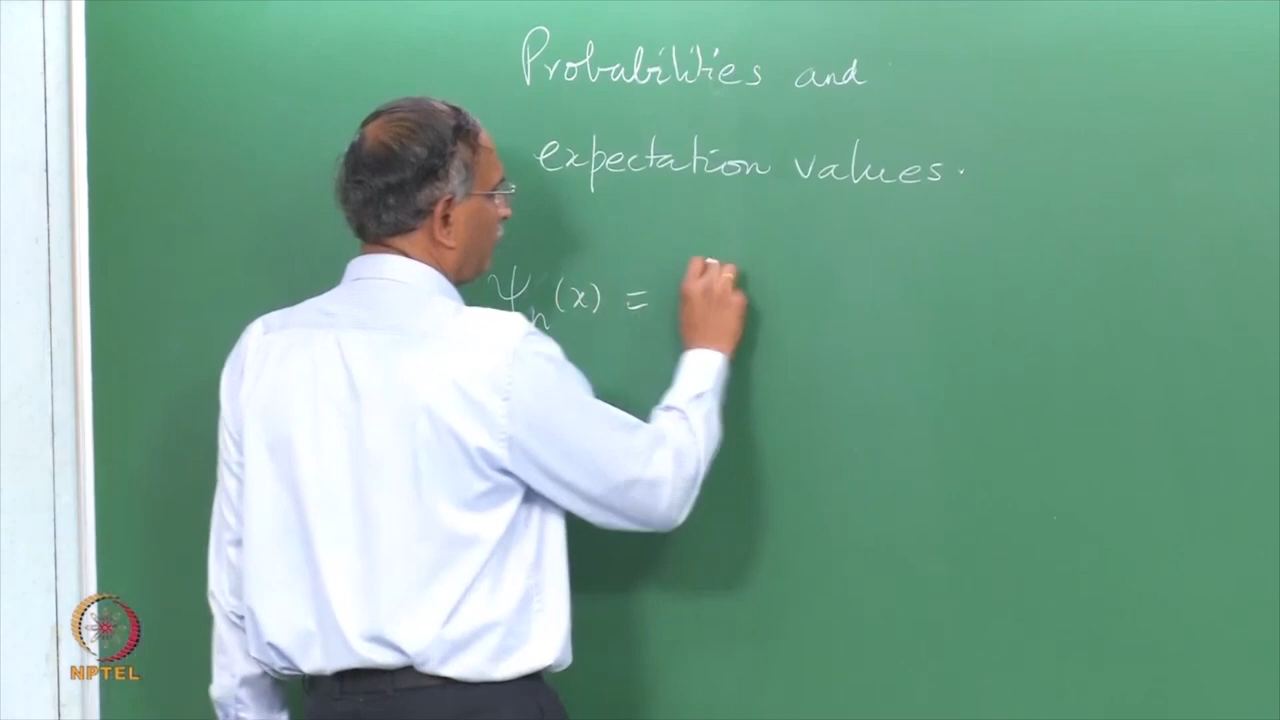 Probabilities and
expectation values.
ψn(x) =
NPTEL